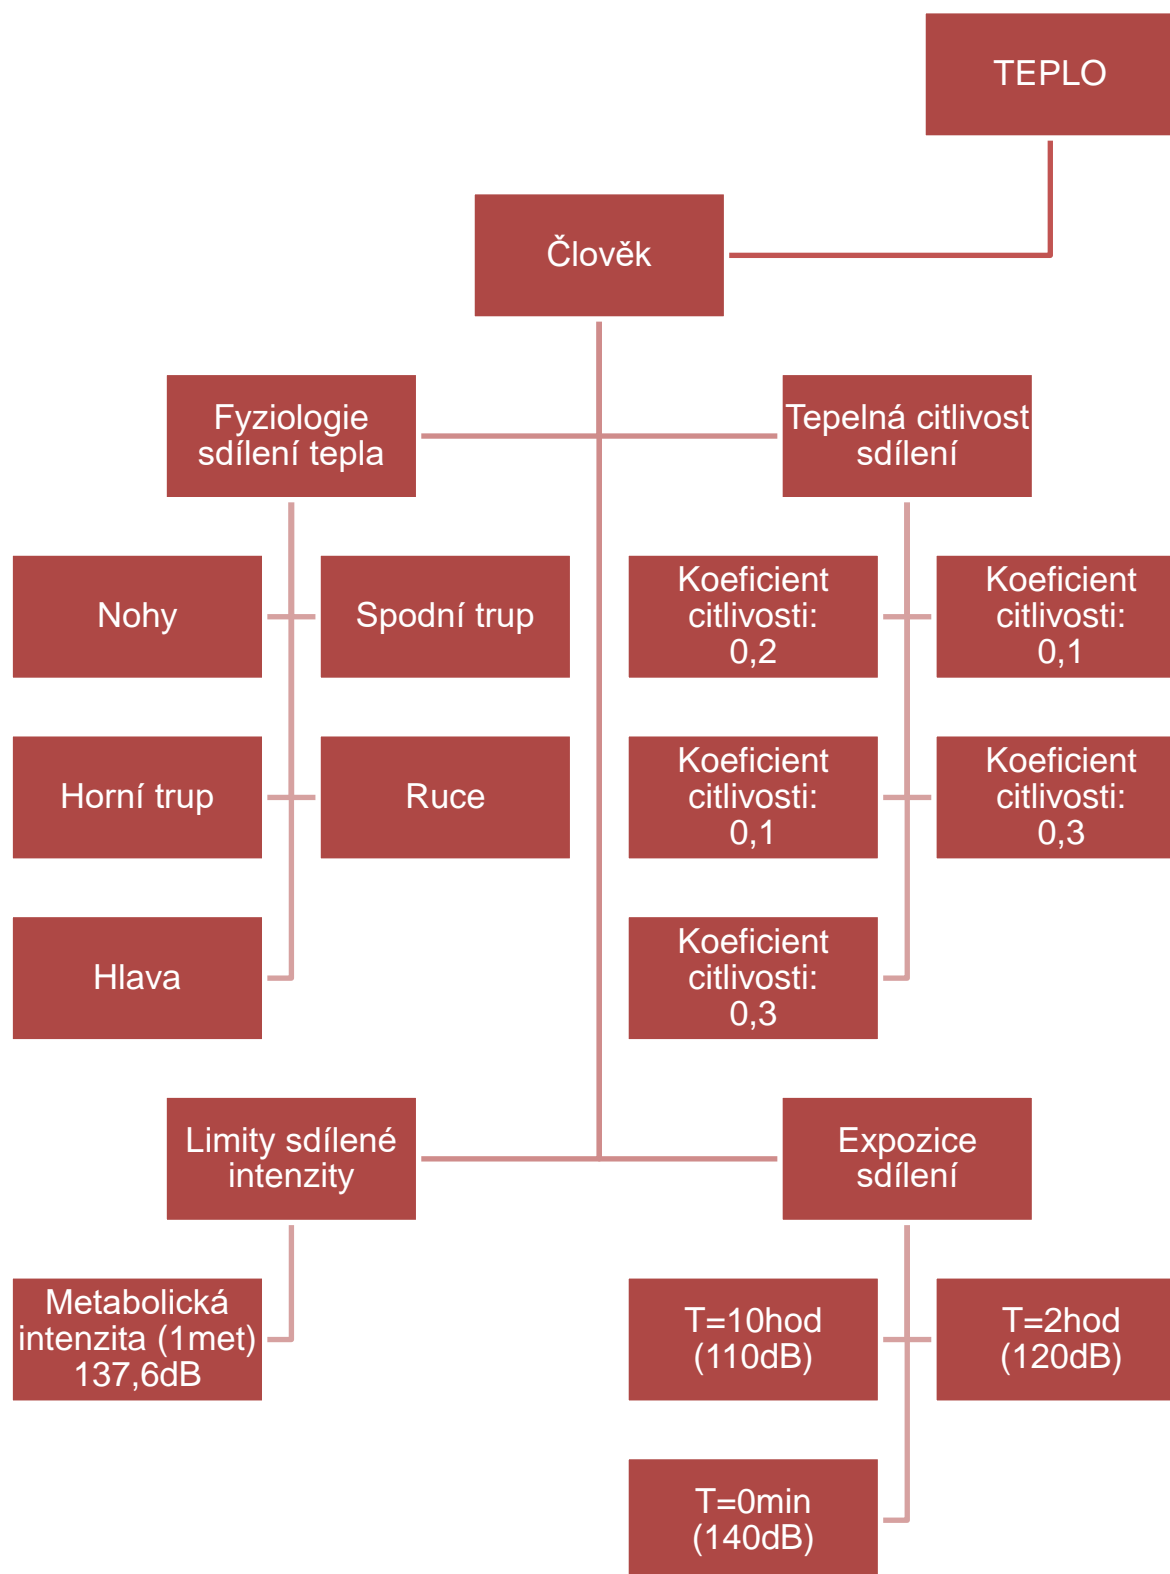 TEPLO
Člověk
Fyziologie
sdílení tepla
Tepelná citlivost
sdílení
Nohy
Spodní trup
Koeficient
citlivosti:
0,2
Koeficient
citlivosti:
0,1
Horní trup
Ruce
Koeficient
citlivosti:
0,1
Koeficient
citlivosti:
0,3
Hlava
Koeficient
citlivosti:
0,3
Limity sdílené
intenzity
Expozice
sdílení
Metabolická
intenzita (1met)
137,6dB
T=10hod
(110dB)
T=2hod
(120dB)
T=0min
(140dB)